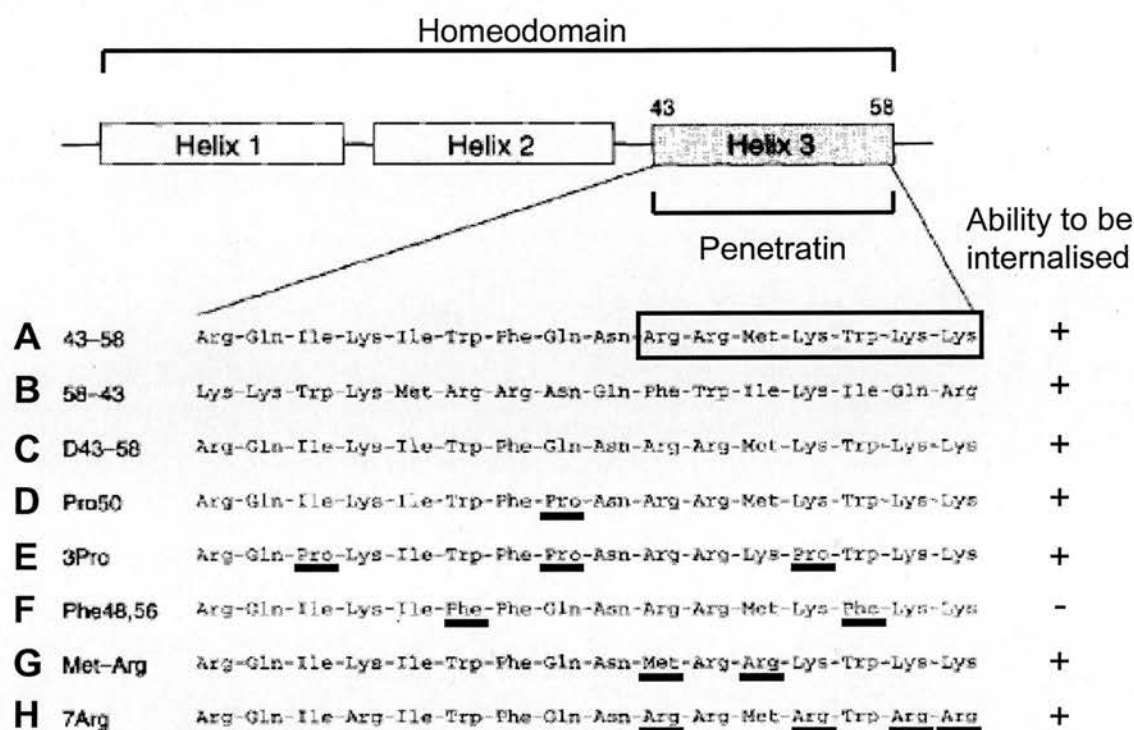 Homeodomain
43 58
Helix 1 Helix 2 Helix 3
Penetratin
Ability to be
internalised
A 43–58 Arg-Gln-Ile-Lys-Ile-Trp-Phe-Gln-Asn-Arg-Arg-Met-Lys-Trp-Lys-Lys +
B 58–43 Lys-Lys-Trp-Lys-Met-Arg-Arg-Asn-Gln-Phe-Trp-Ile-Lys-Ile-Gln-Arg +
C D43–58 Arg-Gln-Ile-Lys-Ile-Trp-Phe-Gln-Asn-Arg-Arg-Met-Lys-Trp-Lys-Lys +
D Pro50 Arg-Gln-Ile-Lys-Ile-Trp-Phe-Pro-Asn-Arg-Arg-Met-Lys-Trp-Lys-Lys +
E 3Pro Arg-Gln-Pro-Lys-Ile-Trp-Phe-Pro-Asn-Arg-Arg-Lys-Pro-Trp-Lys-Lys +
F Phe48,56 Arg-Gln-Ile-Lys-Ile-Phe-Phe-Gln-Asn-Arg-Arg-Met-Lys-Phe-Lys-Lys -
G Met–Arg Arg-Gln-Ile-Lys-Ile-Trp-Phe-Gln-Asn-Met-Arg-Arg-Lys-Trp-Lys-Lys +
H 7Arg Arg-Gln-Ile-Arg-Ile-Trp-Phe-Gln-Asn-Arg-Arg-Met-Arg-Trp-Arg-Arg +